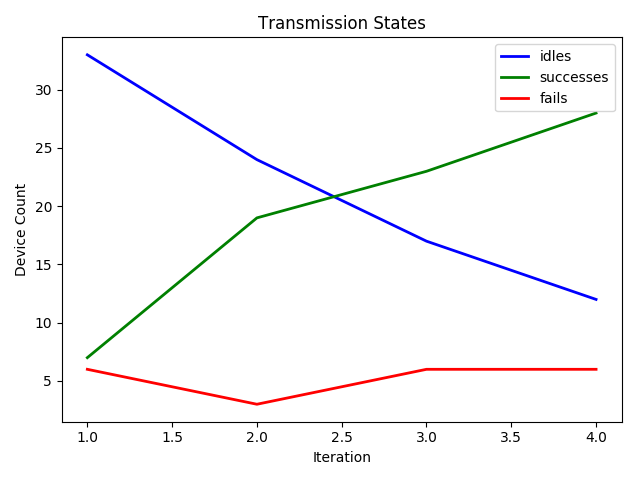 Transmission States
idles
successes
fails
Device Count
30
25
20
15
10
5
1.0 1.5 2.0 2.5 3.0 3.5 4.0
Iteration